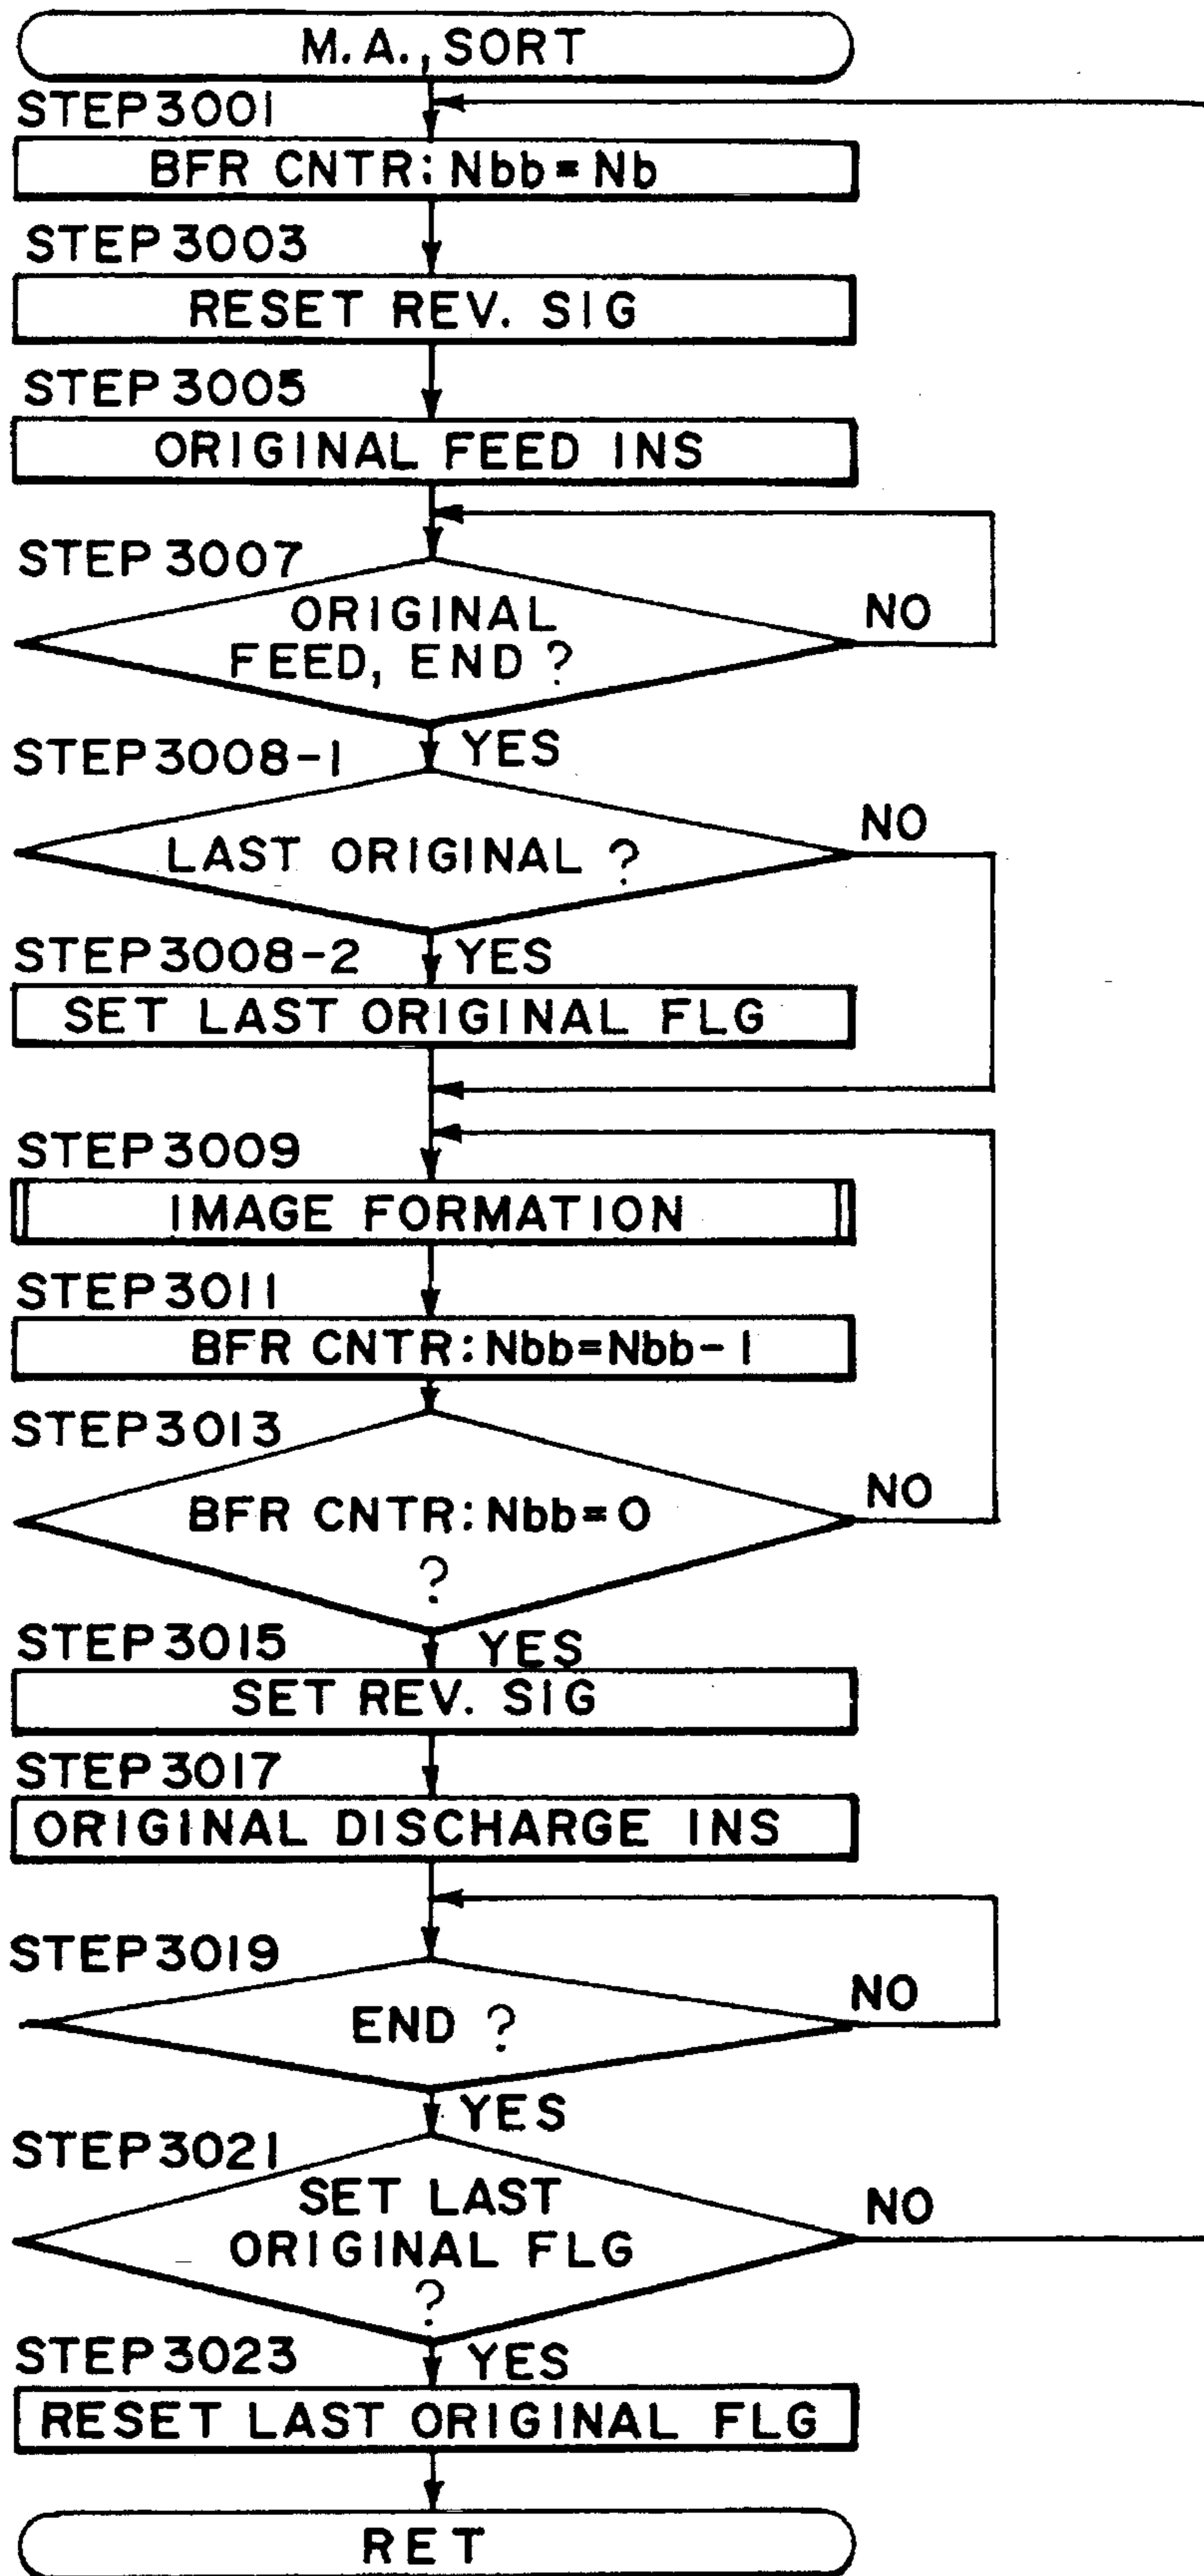 M.A., SORT
STEP3001
BFR CNTR: Nbb=Nb
STEP3003
RESET REV. SIG
STEP3005
ORIGINAL FEED INS
STEP3007
ORIGINAL
NO
FEED, END ?
STEP3008-1
YES
NO
LAST ORIGINAL ?
STEP3008-2
YES
SET LAST ORIGINAL FLG
STEP3009
IMAGE FORMATION
STEP3011
BFR CNTR: Nbb=Nbb-1
STEP3013
NO
BFR CNTR: Nbb=0
?
STEP3015
YES
SET REV. SIG
STEP3017
ORIGINAL DISCHARGE INS
STEP3019
NO
END ?
YES
STEP3021
SET LAST
NO
ORIGINAL FLG
?
STEP3023
YES
RESET LAST ORIGINAL FLG
RET